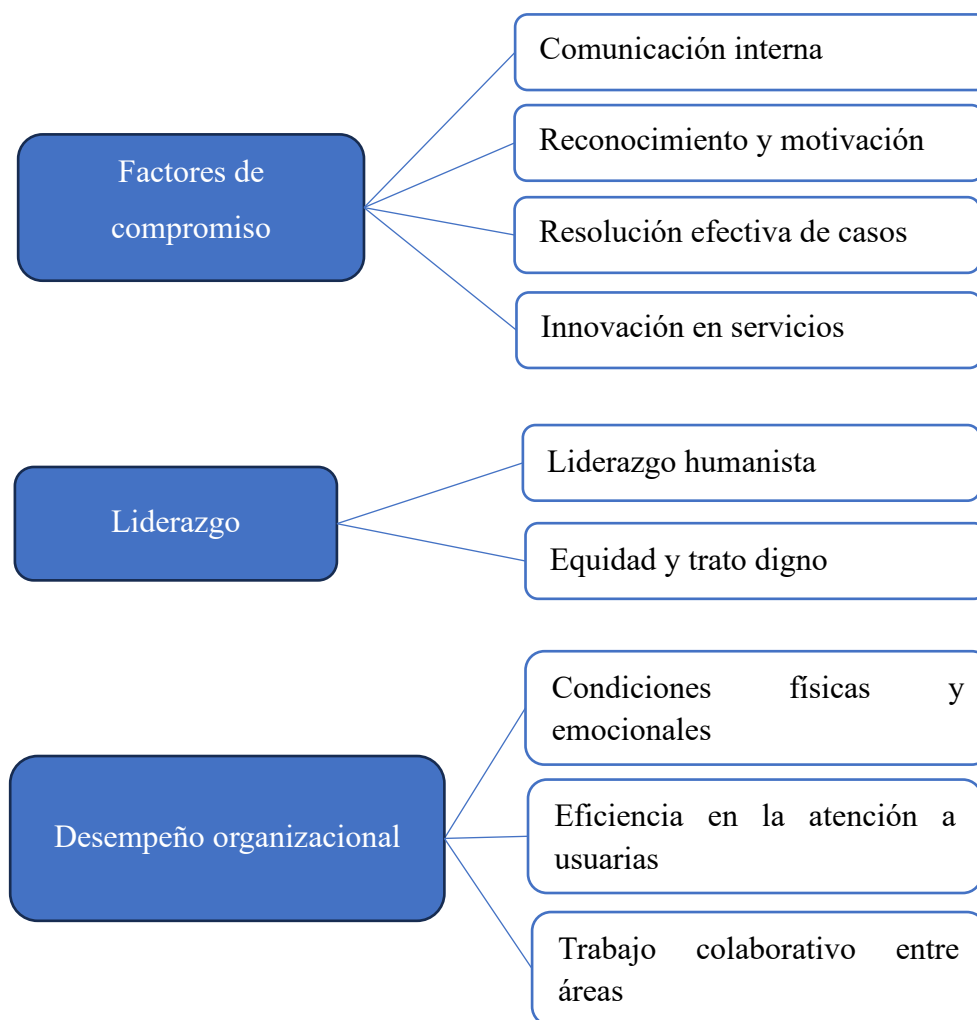 Factores de
compromiso
Comunicación interna
Reconocimiento y motivación
Resolución efectiva de casos
Innovación en servicios
Liderazgo
Liderazgo humanista
Equidad y trato digno
Desempeño organizacional
Condiciones físicas y
emocionales
Eficiencia en la atención a
usuarias
Trabajo colaborativo entre
áreas